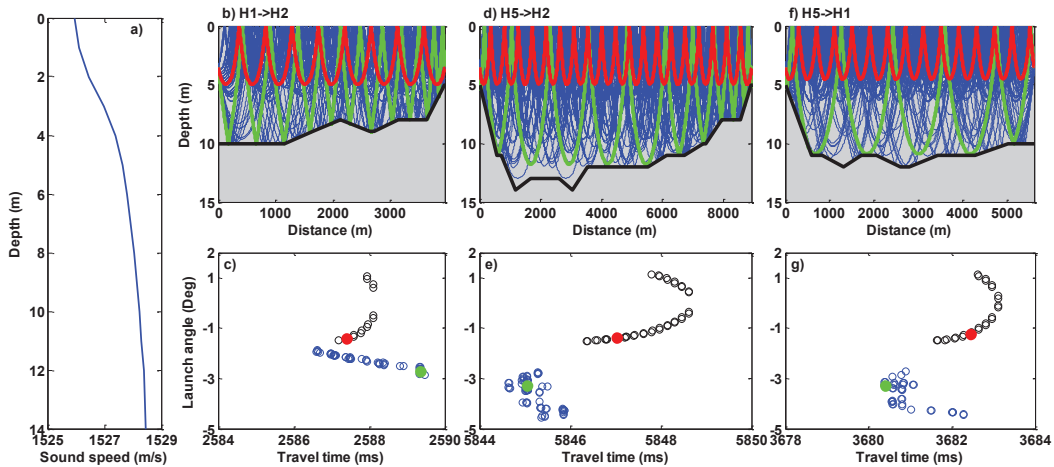 a)
0
2
4
6
8
10
12
14
Depth (m)
1525 1527 1529
Sound speed (m/s)
b) H1->H2
0
5
10
15
Depth (m)
0 1000 2000 3000
Distance (m)
d) H5->H2
0
5
10
15
0 2000 4000 6000 8000
Distance (m)
f) H5->H1
0
5
10
15
0 1000 2000 3000 4000 5000
Distance (m)
c)
2
1
-1
-3
-5
Launch angle (Deg)
2584 2586 2588 2590
Travel time (ms)
e)
2
1
-1
-3
-5
5844 5846 5848 5850
Travel time (ms)
g)
2
1
-1
-3
-5
3678 3680 3682 3684
Travel time (ms)